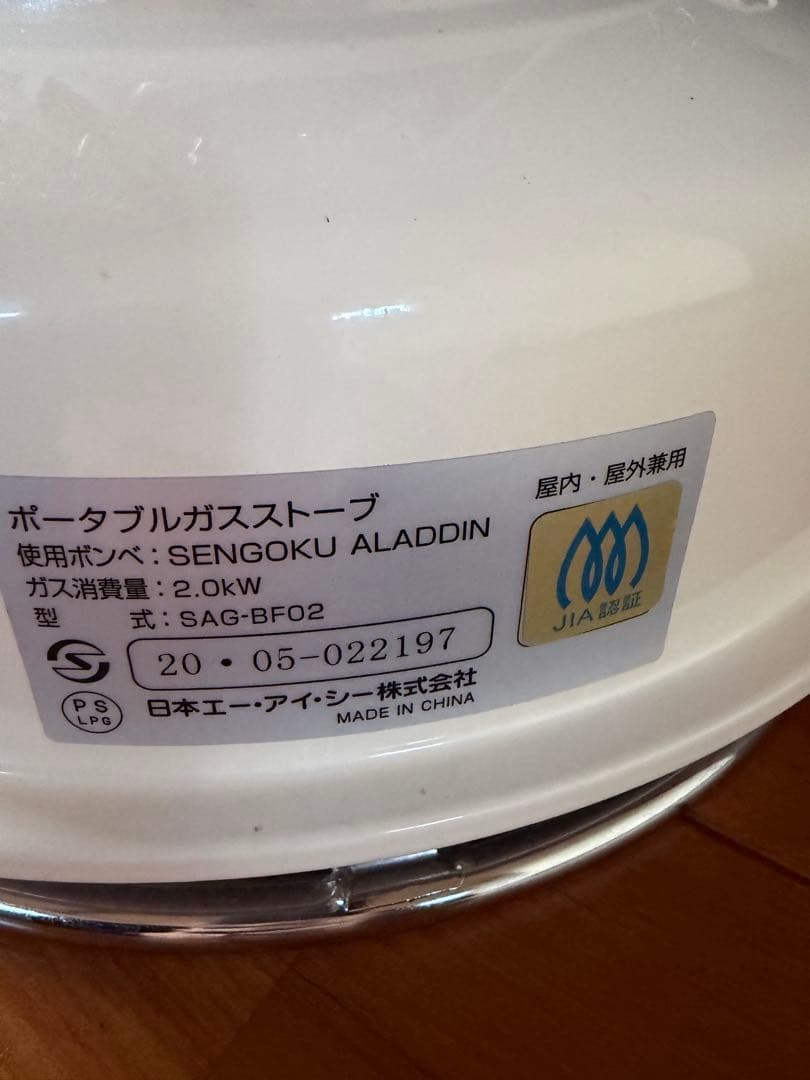 ポータブルガスストーブ
使用ボンベ：SENGOKU ALADDIN
ガス消費量：2.0kW
型　　　式：SAG-BF02
20・05-022197
PS
LPG
日本エー・アイ・シー株式会社
MADE IN CHINA
屋内・屋外兼用
JIA認証